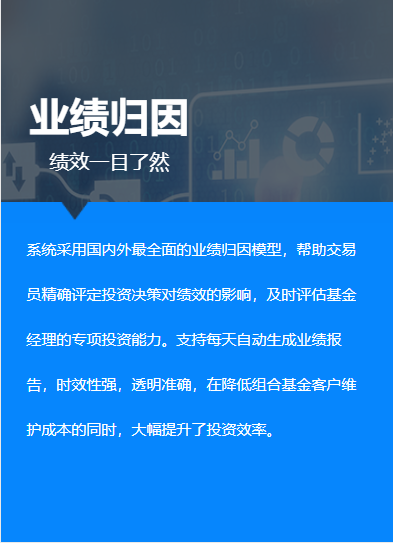 业绩归因
绩效一目了然
系统采用国内外最全面的业绩归因模型，帮助交易
员精确评定投资决策对绩效的影响，及时评估基金
经理的专项投资能力。支持每天自动生成业绩报
告，时效性强，透明准确，在降低组合基金客户维
护成本的同时，大幅提升了投资效率。